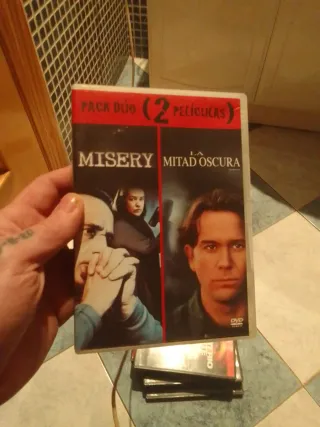 PACK DÚO (2 PELÍCULAS)
MISERY
LA
MITAD OSCURA
DVD